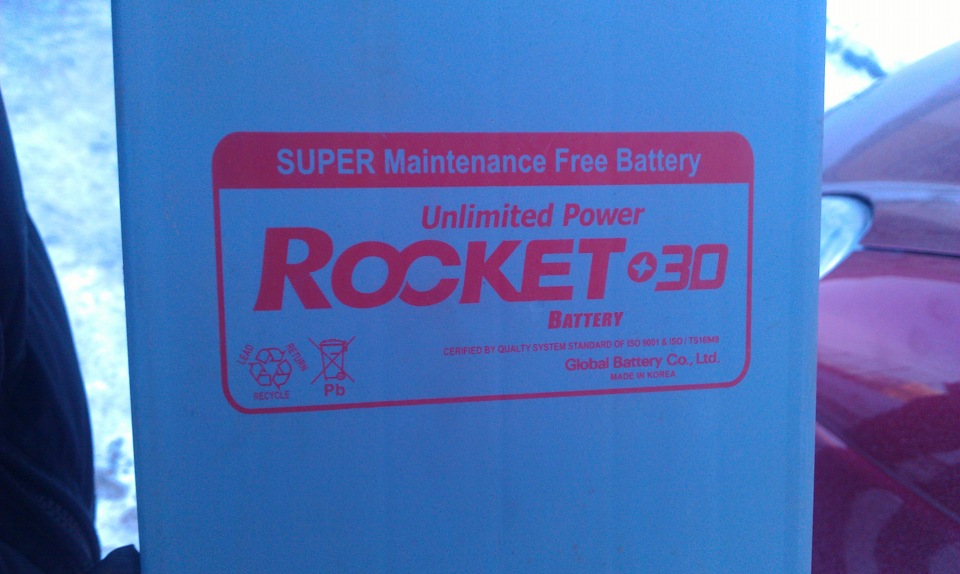 SUPER Maintenance Free Battery
Unlimited Power
ROCKET +30
BATTERY
CERIFIED BY QUALTY SYSTEM STANDARD OF ISO 9001 & ISO / TS16949
Global Battery Co., Ltd.
MADE IN KOREA
LEAD RETURN
RECYCLE
Pb